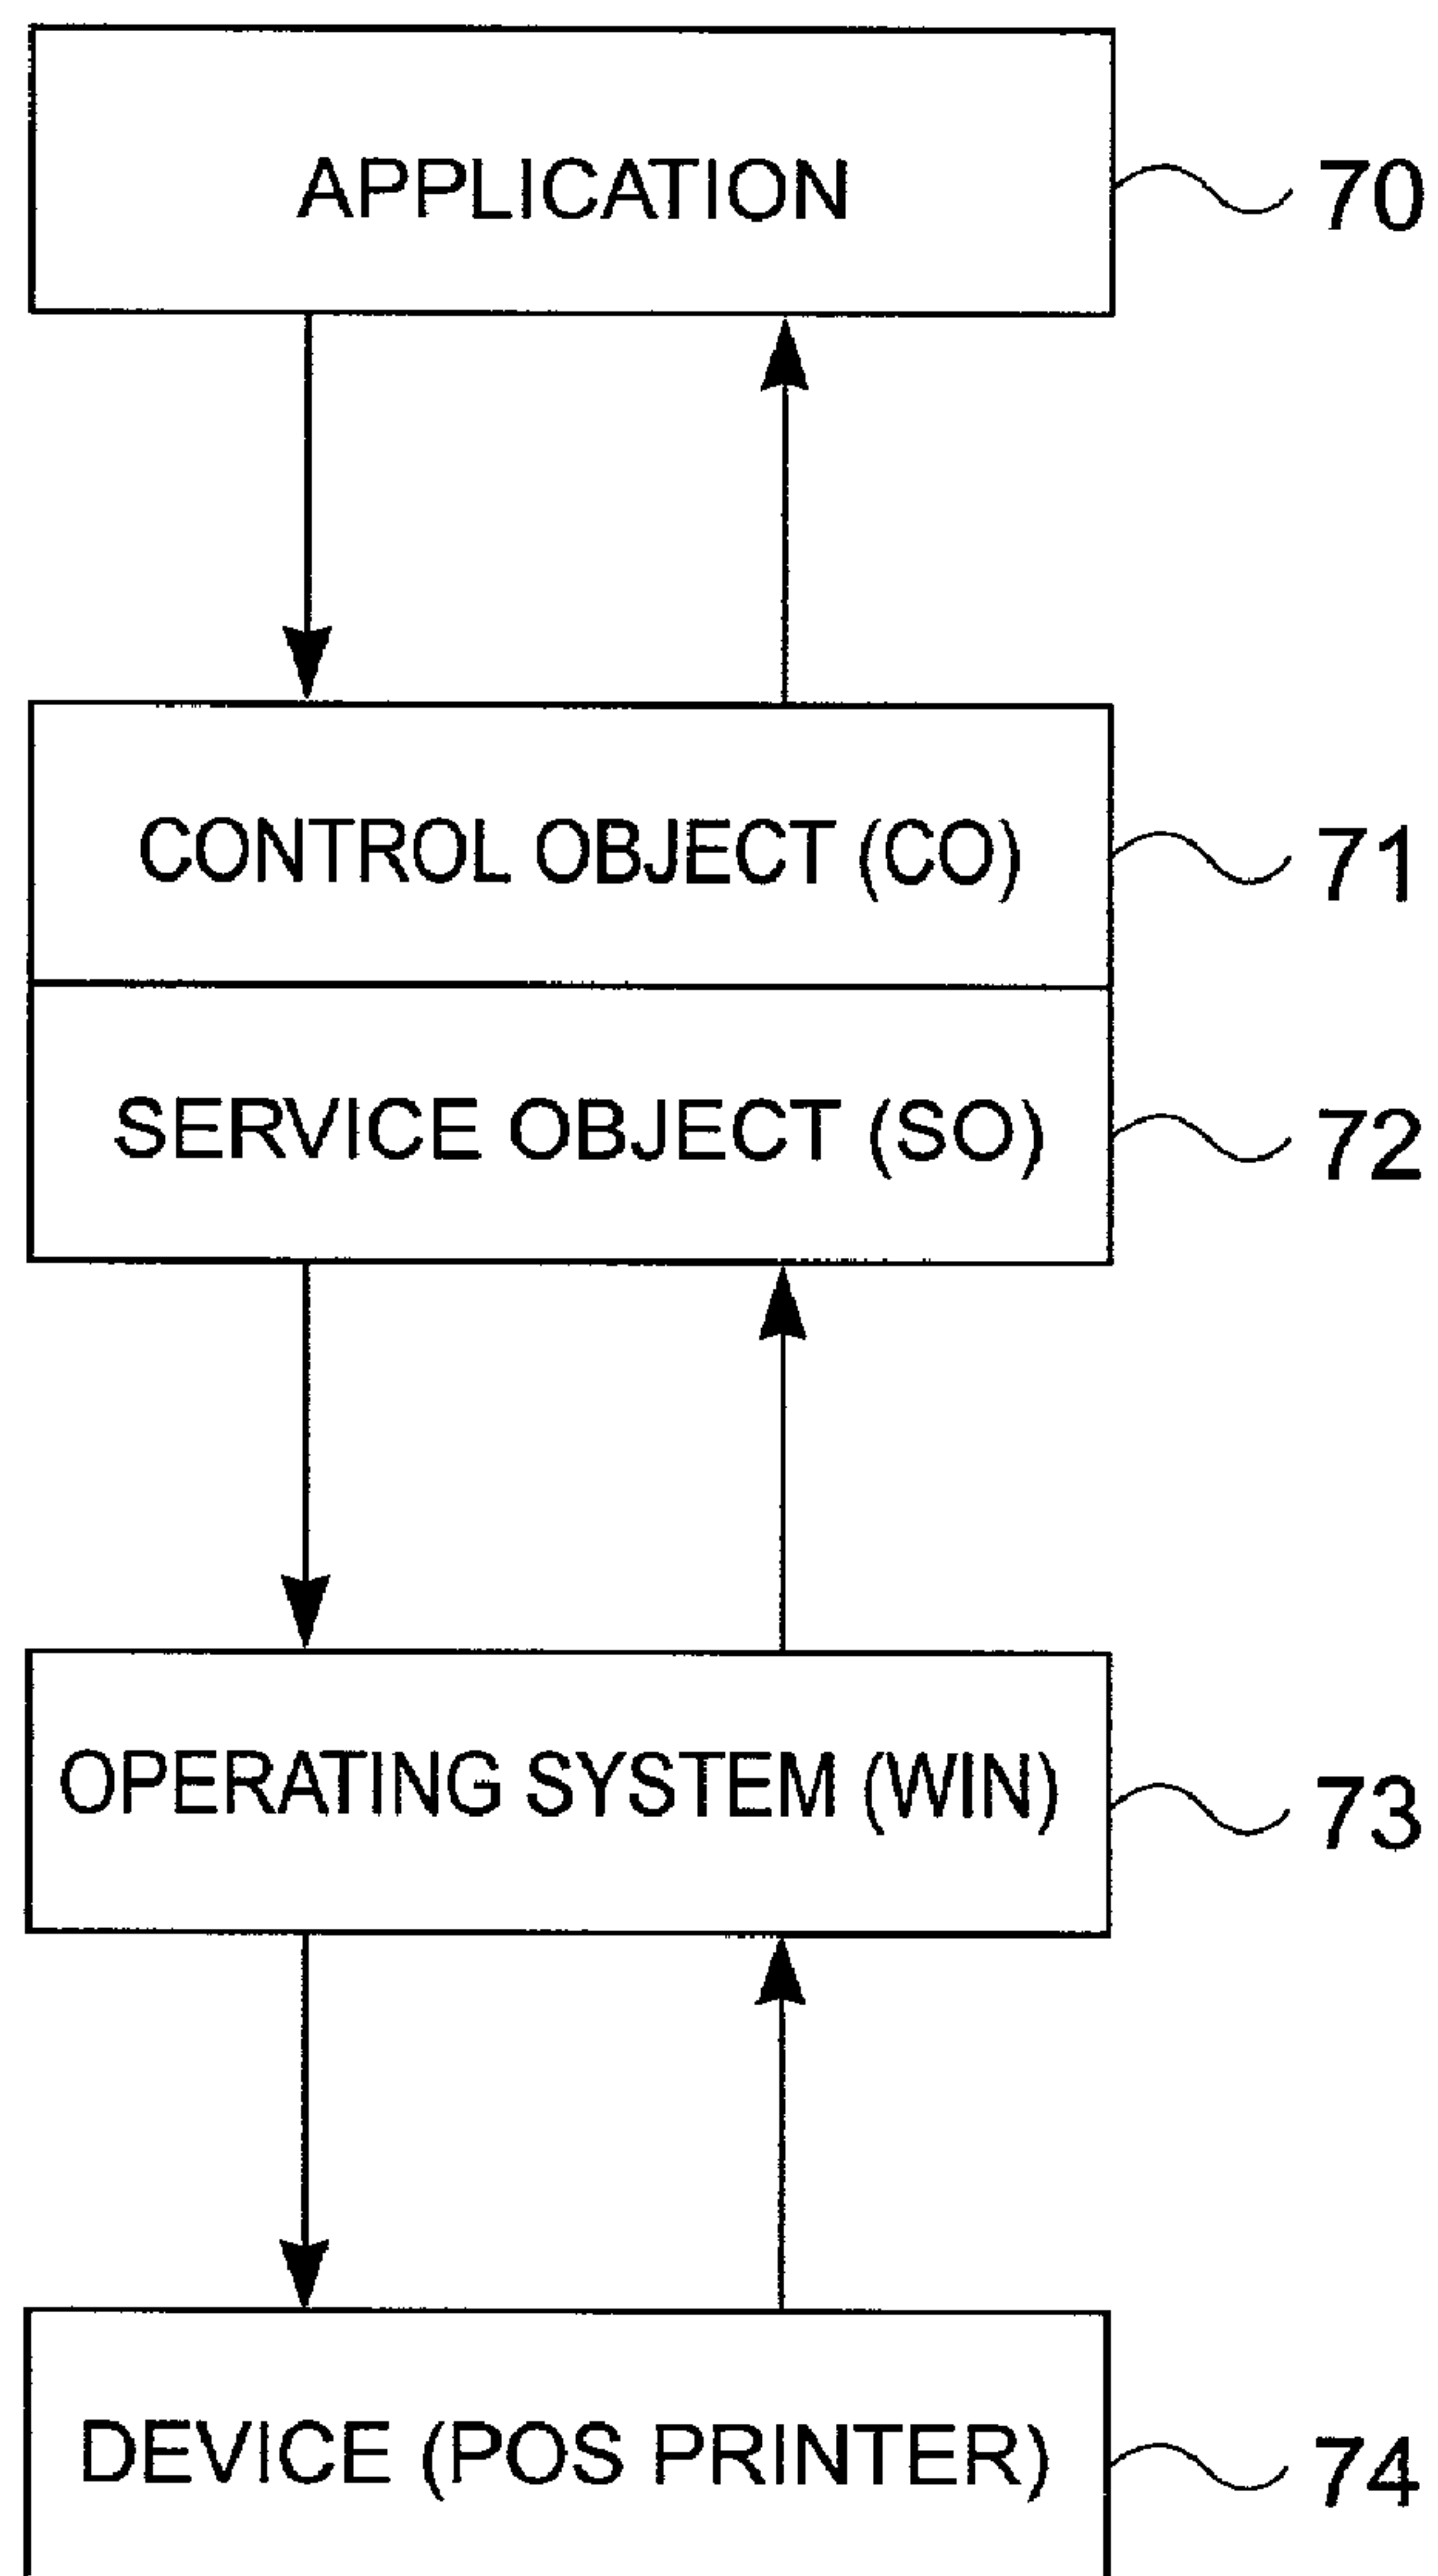 APPLICATION
70
CONTROL OBJECT (CO)
71
SERVICE OBJECT (SO)
72
OPERATING SYSTEM (WIN)
73
DEVICE (POS PRINTER)
74